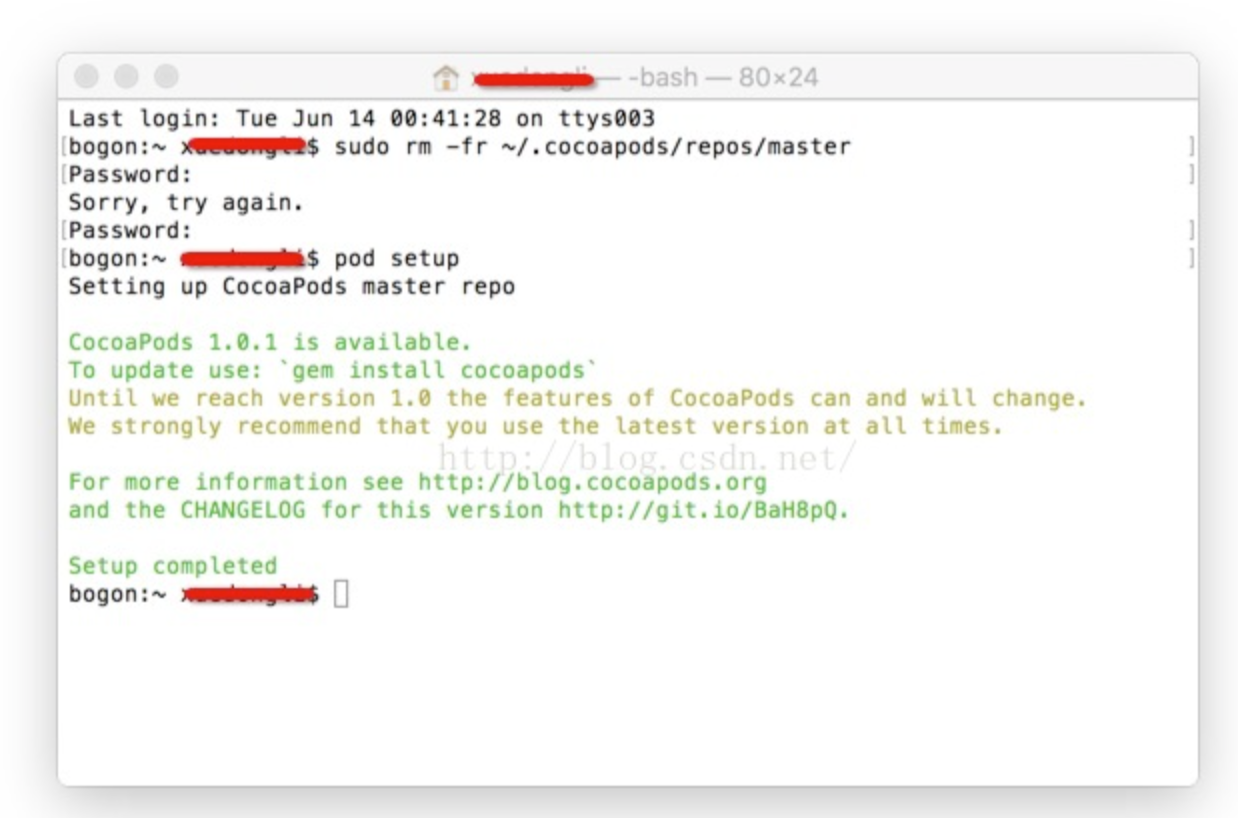 -bash — 80×24
Last login: Tue Jun 14 00:41:28 on ttys003
[bogon:~ $ sudo rm -fr ~/.cocoapods/repos/master ]
[Password: ]
Sorry, try again.
[Password: ]
[bogon:~ $ pod setup ]
Setting up CocoaPods master repo
CocoaPods 1.0.1 is available.
To update use: `gem install cocoapods`
Until we reach version 1.0 the features of CocoaPods can and will change.
We strongly recommend that you use the latest version at all times.
http://blog.csdn.net/
For more information see http://blog.cocoapods.org
and the CHANGELOG for this version http://git.io/BaH8pQ.
Setup completed
bogon:~ $